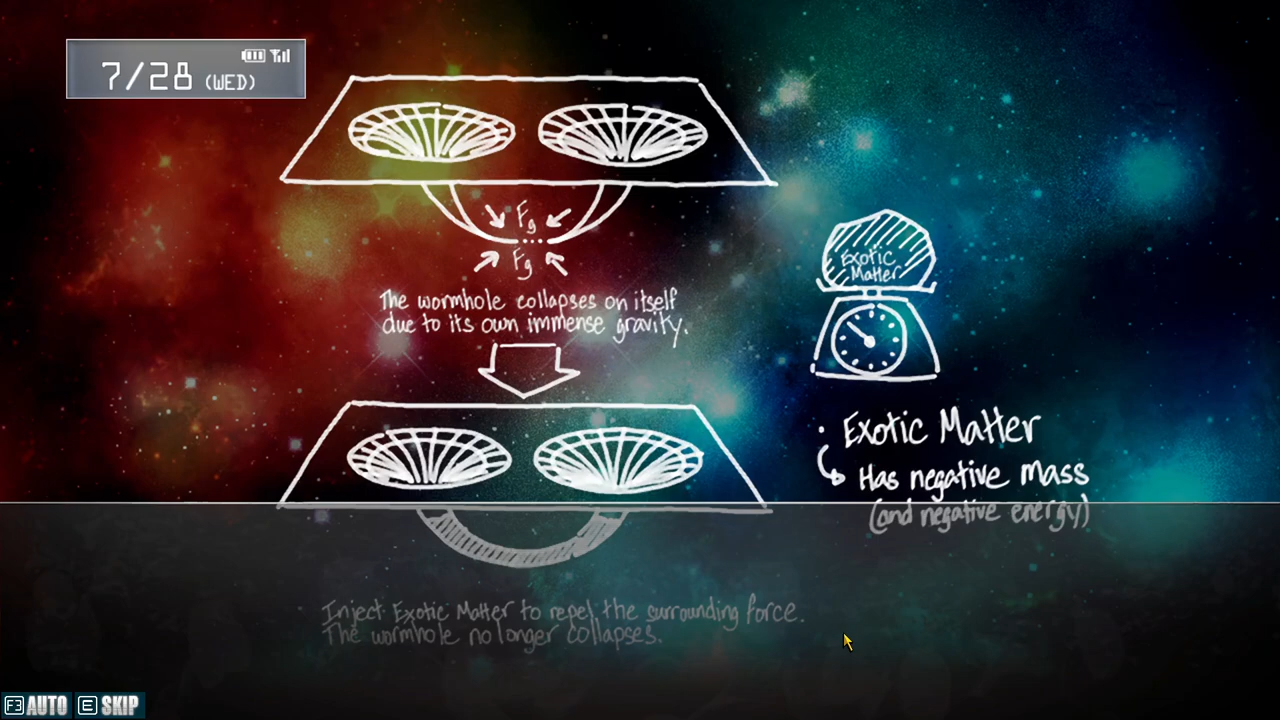 7/28 (WED)
Fg
Fg
The wormhole collapses on itself
due to its own immense gravity.
Exotic
Matter
· Exotic Matter
Has negative mass
(and negative energy)
Inject Exotic Matter to repel the surrounding force.
The wormhole no longer collapses.
F3 AUTO E SKIP